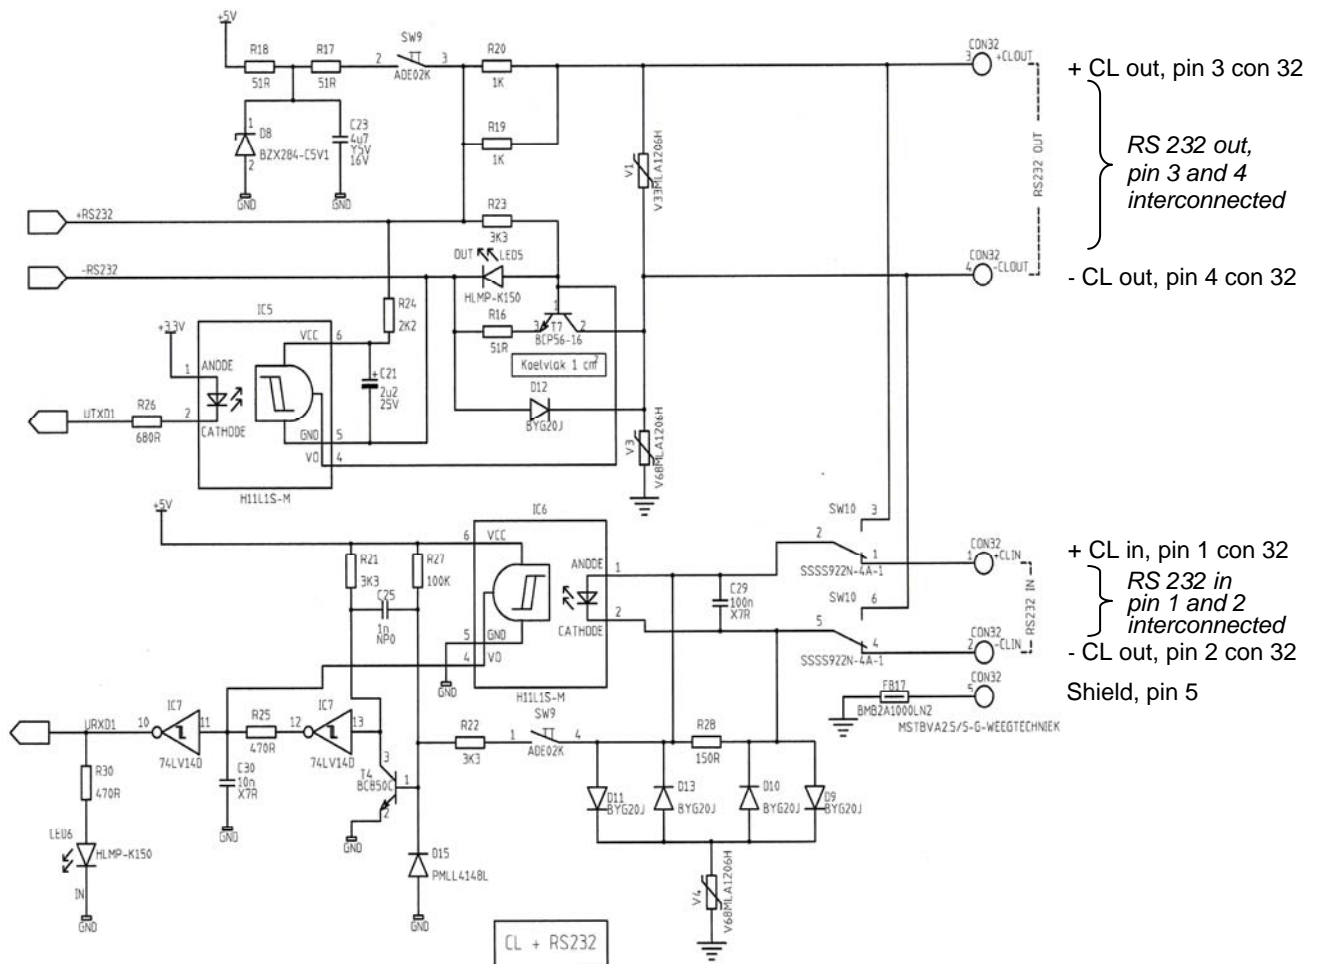 +5V
R18
51R
R17
51R
2
SW9
ADE02K
3
R20
1K
R19
1K
CON32
3
+CLOUT
+ CL out, pin 3 con 32
1
D8
BZX284-C5V1
2
GND
C23
4u7
Y5V
16V
GND
V1
V33MLA1206H
RS232 OUT
RS 232 out,
pin 3 and 4
interconnected
+RS232
R23
3K3
-RS232
OUT
LED5
HLMP-K150
CON32
4
-CLOUT
- CL out, pin 4 con 32
R24
2K2
IC5
+3.3V
VCC
6
1
ANODE
R16
51R
3
1
T7
2
BCP56-16
Koelvlak 1 cm²
+
C21
2u2
25V
D12
BYG20J
UTXD1
R26
680R
2
CATHODE
GND
5
VO
4
H11L1S-M
V3
V68MLA1206H
+5V
IC6
6
VCC
ANODE
1
2
CATHODE
5
GND
4
VO
GND
H11L1S-M
R21
3K3
R27
100K
C25
1n
NP0
C29
100n
X7R
SW10
3
2
1
SSSS922N-4A-1
SW10
6
5
4
SSSS922N-4A-1
CON32
1
+CLIN
RS232 IN
CON32
2
-CLIN
+ CL in, pin 1 con 32
RS 232 in
pin 1 and 2
interconnected
- CL out, pin 2 con 32
FB17
BMB2A1000LN2
CON32
5
Shield, pin 5
MSTBVA2.5/5-G-WEEGTECHNIEK
URXD1
10
IC7
11
74LV14D
R25
470R
12
IC7
13
74LV14D
R22
3K3
1
SW9
ADE02K
4
R28
150R
R30
470R
C30
10n
X7R
GND
T4
BC850C
3
1
2
GND
D11
BYG20J
D13
BYG20J
D10
BYG20J
D9
BYG20J
LED6
HLMP-K150
IN
GND
D15
PMLL4148L
GND
V4
V68MLA1206H
CL + RS232